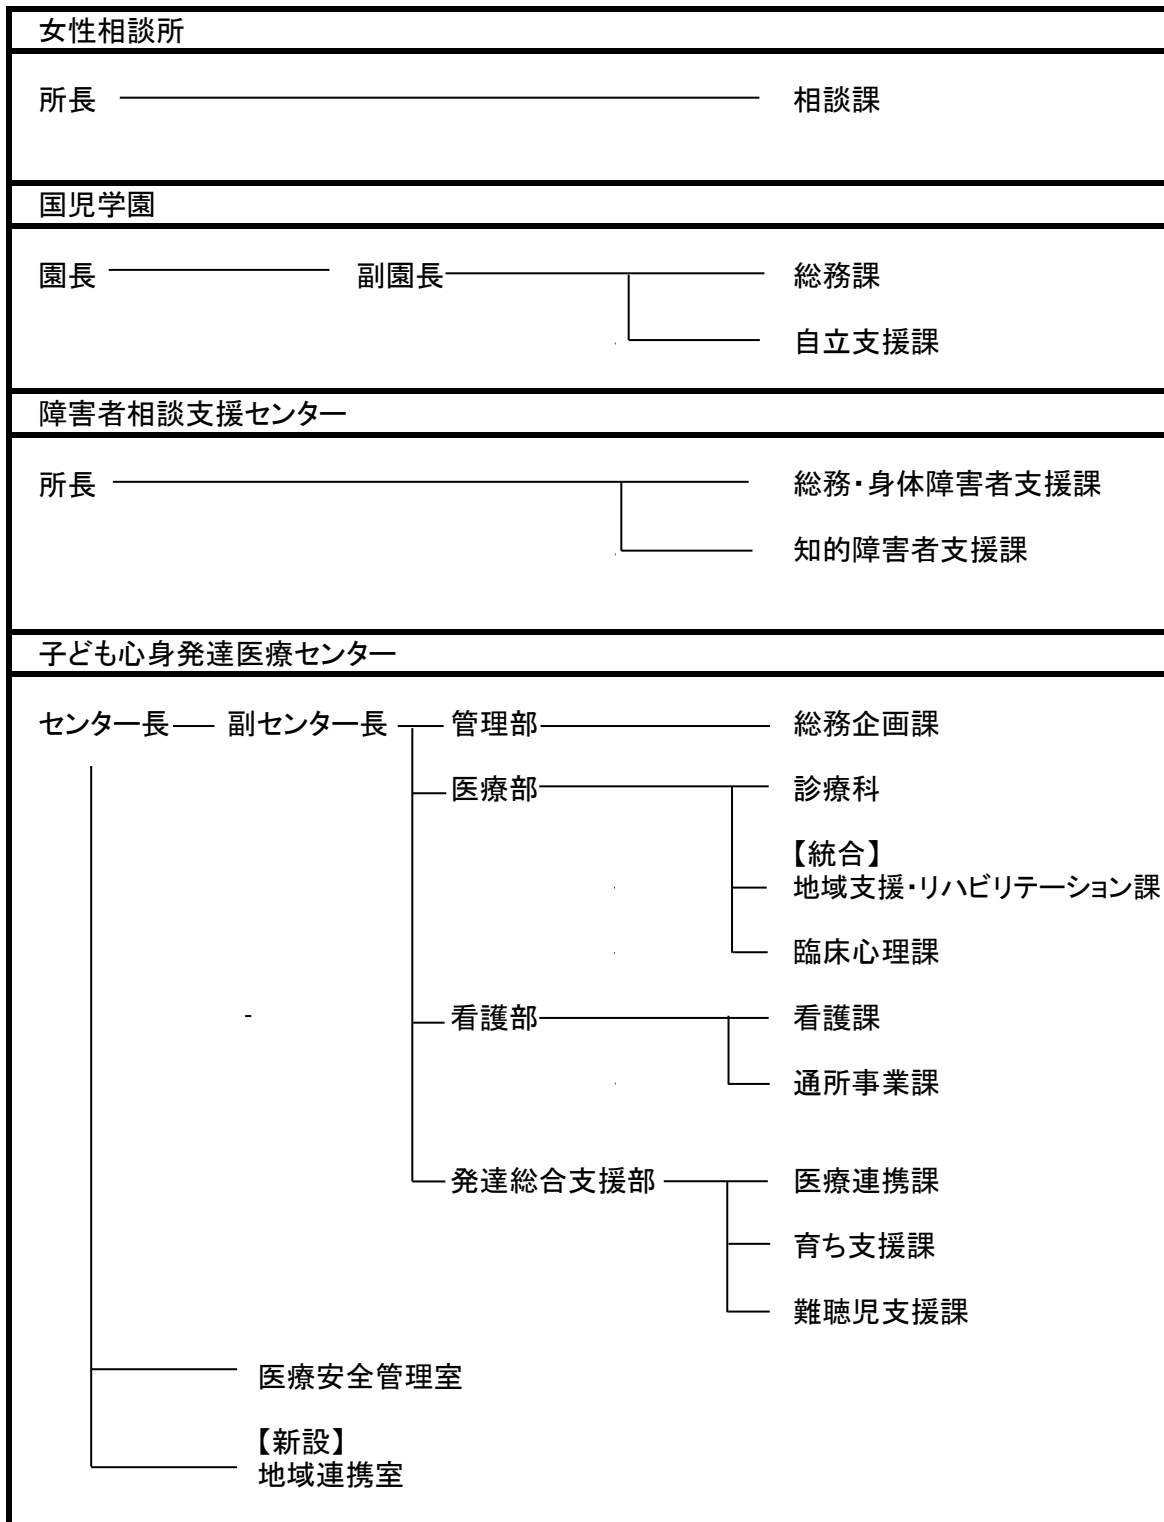 女性相談所
所長 相談課
国児学園
園長 副園長 総務課
自立支援課
障害者相談支援センター
所長 総務・身体障害者支援課
知的障害者支援課
子ども心身発達医療センター
センター長 副センター長 管理部 総務企画課
医療部 診療科
【統合】
地域支援・リハビリテーション課
臨床心理課
看護部 看護課
通所事業課
発達総合支援部 医療連携課
育ち支援課
難聴児支援課
医療安全管理室
【新設】
地域連携室